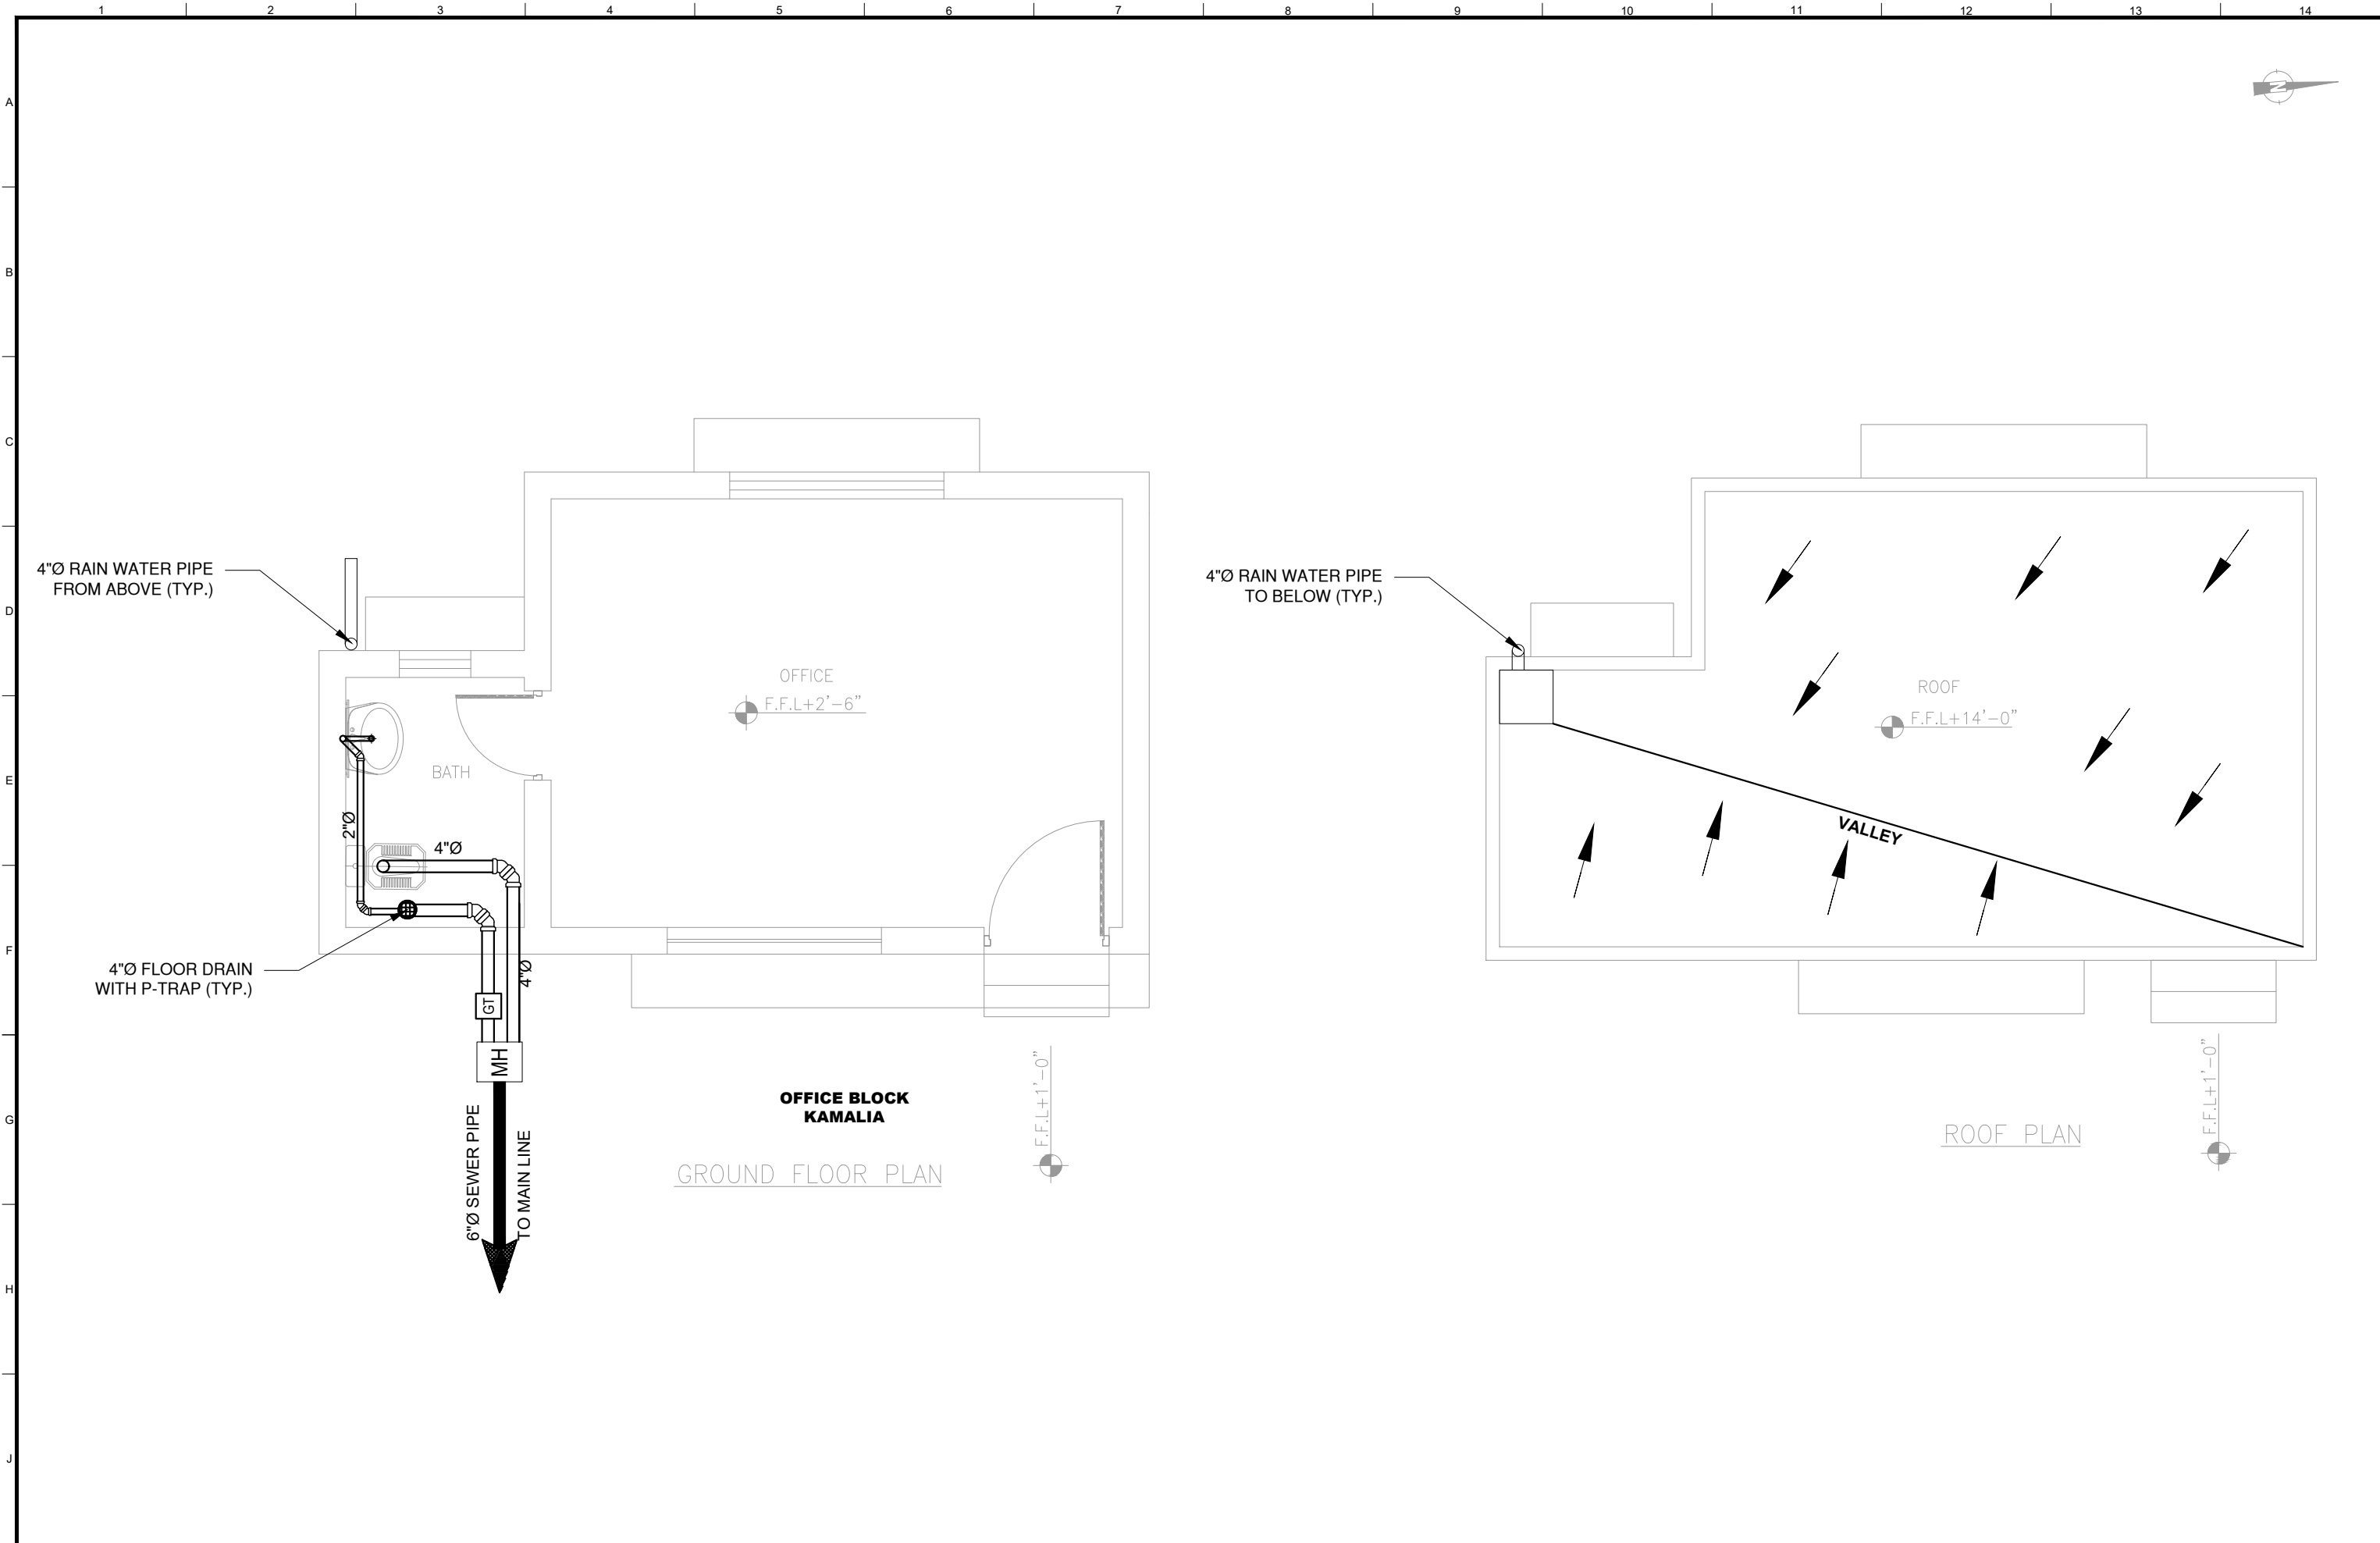 1 2 3 4 5 6 7 8 9 10 11 12 13 14
A
B
C
D
E
F
G
H
J
N
4"Ø RAIN WATER PIPE
FROM ABOVE (TYP.)
OFFICE
F.F.L+2'-6"
BATH
2"Ø
4"Ø
4"Ø FLOOR DRAIN
WITH P-TRAP (TYP.)
4"Ø
GT
MH
6"Ø SEWER PIPE
TO MAIN LINE
OFFICE BLOCK
KAMALIA
GROUND FLOOR PLAN
F.F.L+1'-0"
4"Ø RAIN WATER PIPE
TO BELOW (TYP.)
ROOF
F.F.L+14'-0"
VALLEY
ROOF PLAN
F.F.L+1'-0"